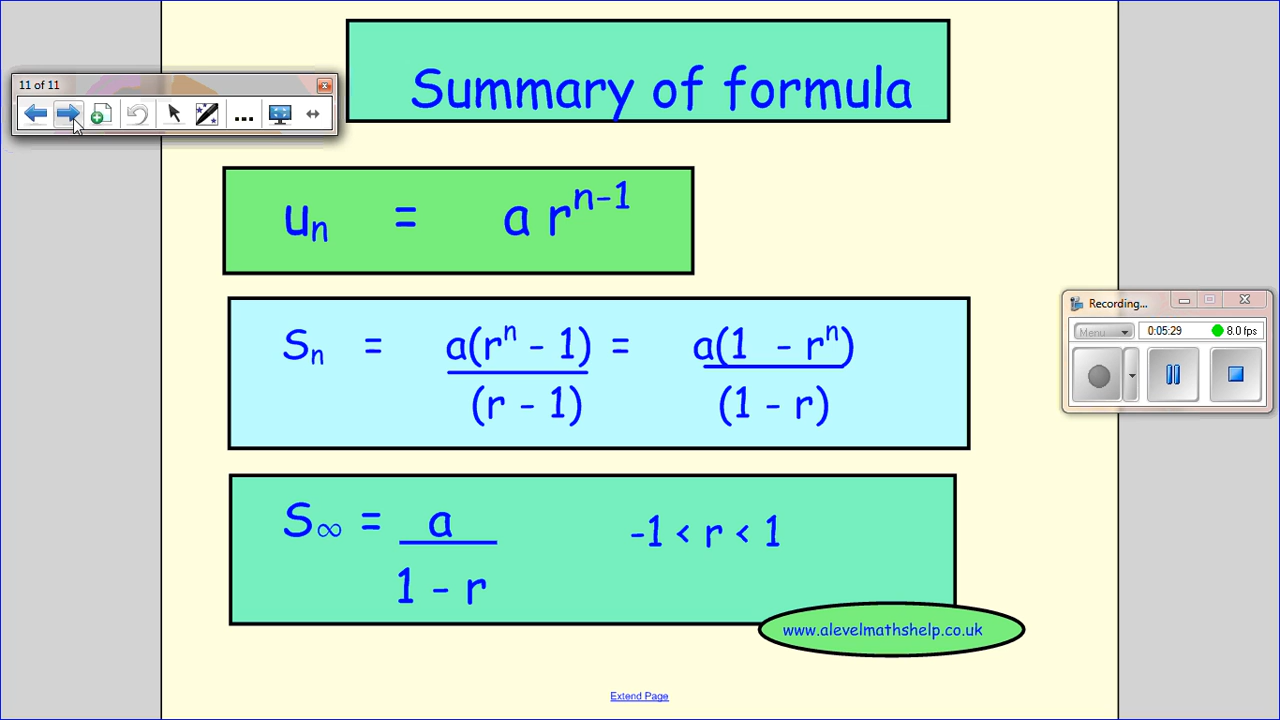 Summary of formula
11 of 11
uₙ = a rⁿ⁻¹
Sₙ = a(rⁿ - 1) = a(1 - rⁿ)
(r - 1) (1 - r)
S∞ = a -1 < r < 1
1 - r
www.alevelmathshelp.co.uk
Extend Page
Recording...
Menu 0:05:29 8.0 fps